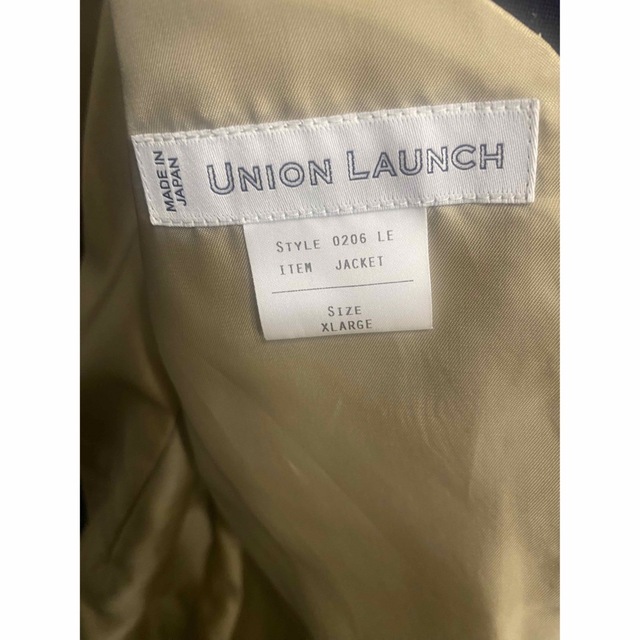 MADE IN
JAPAN
UNION LAUNCH
STYLE 0206 LE
ITEM JACKET
SIZE
XLARGE